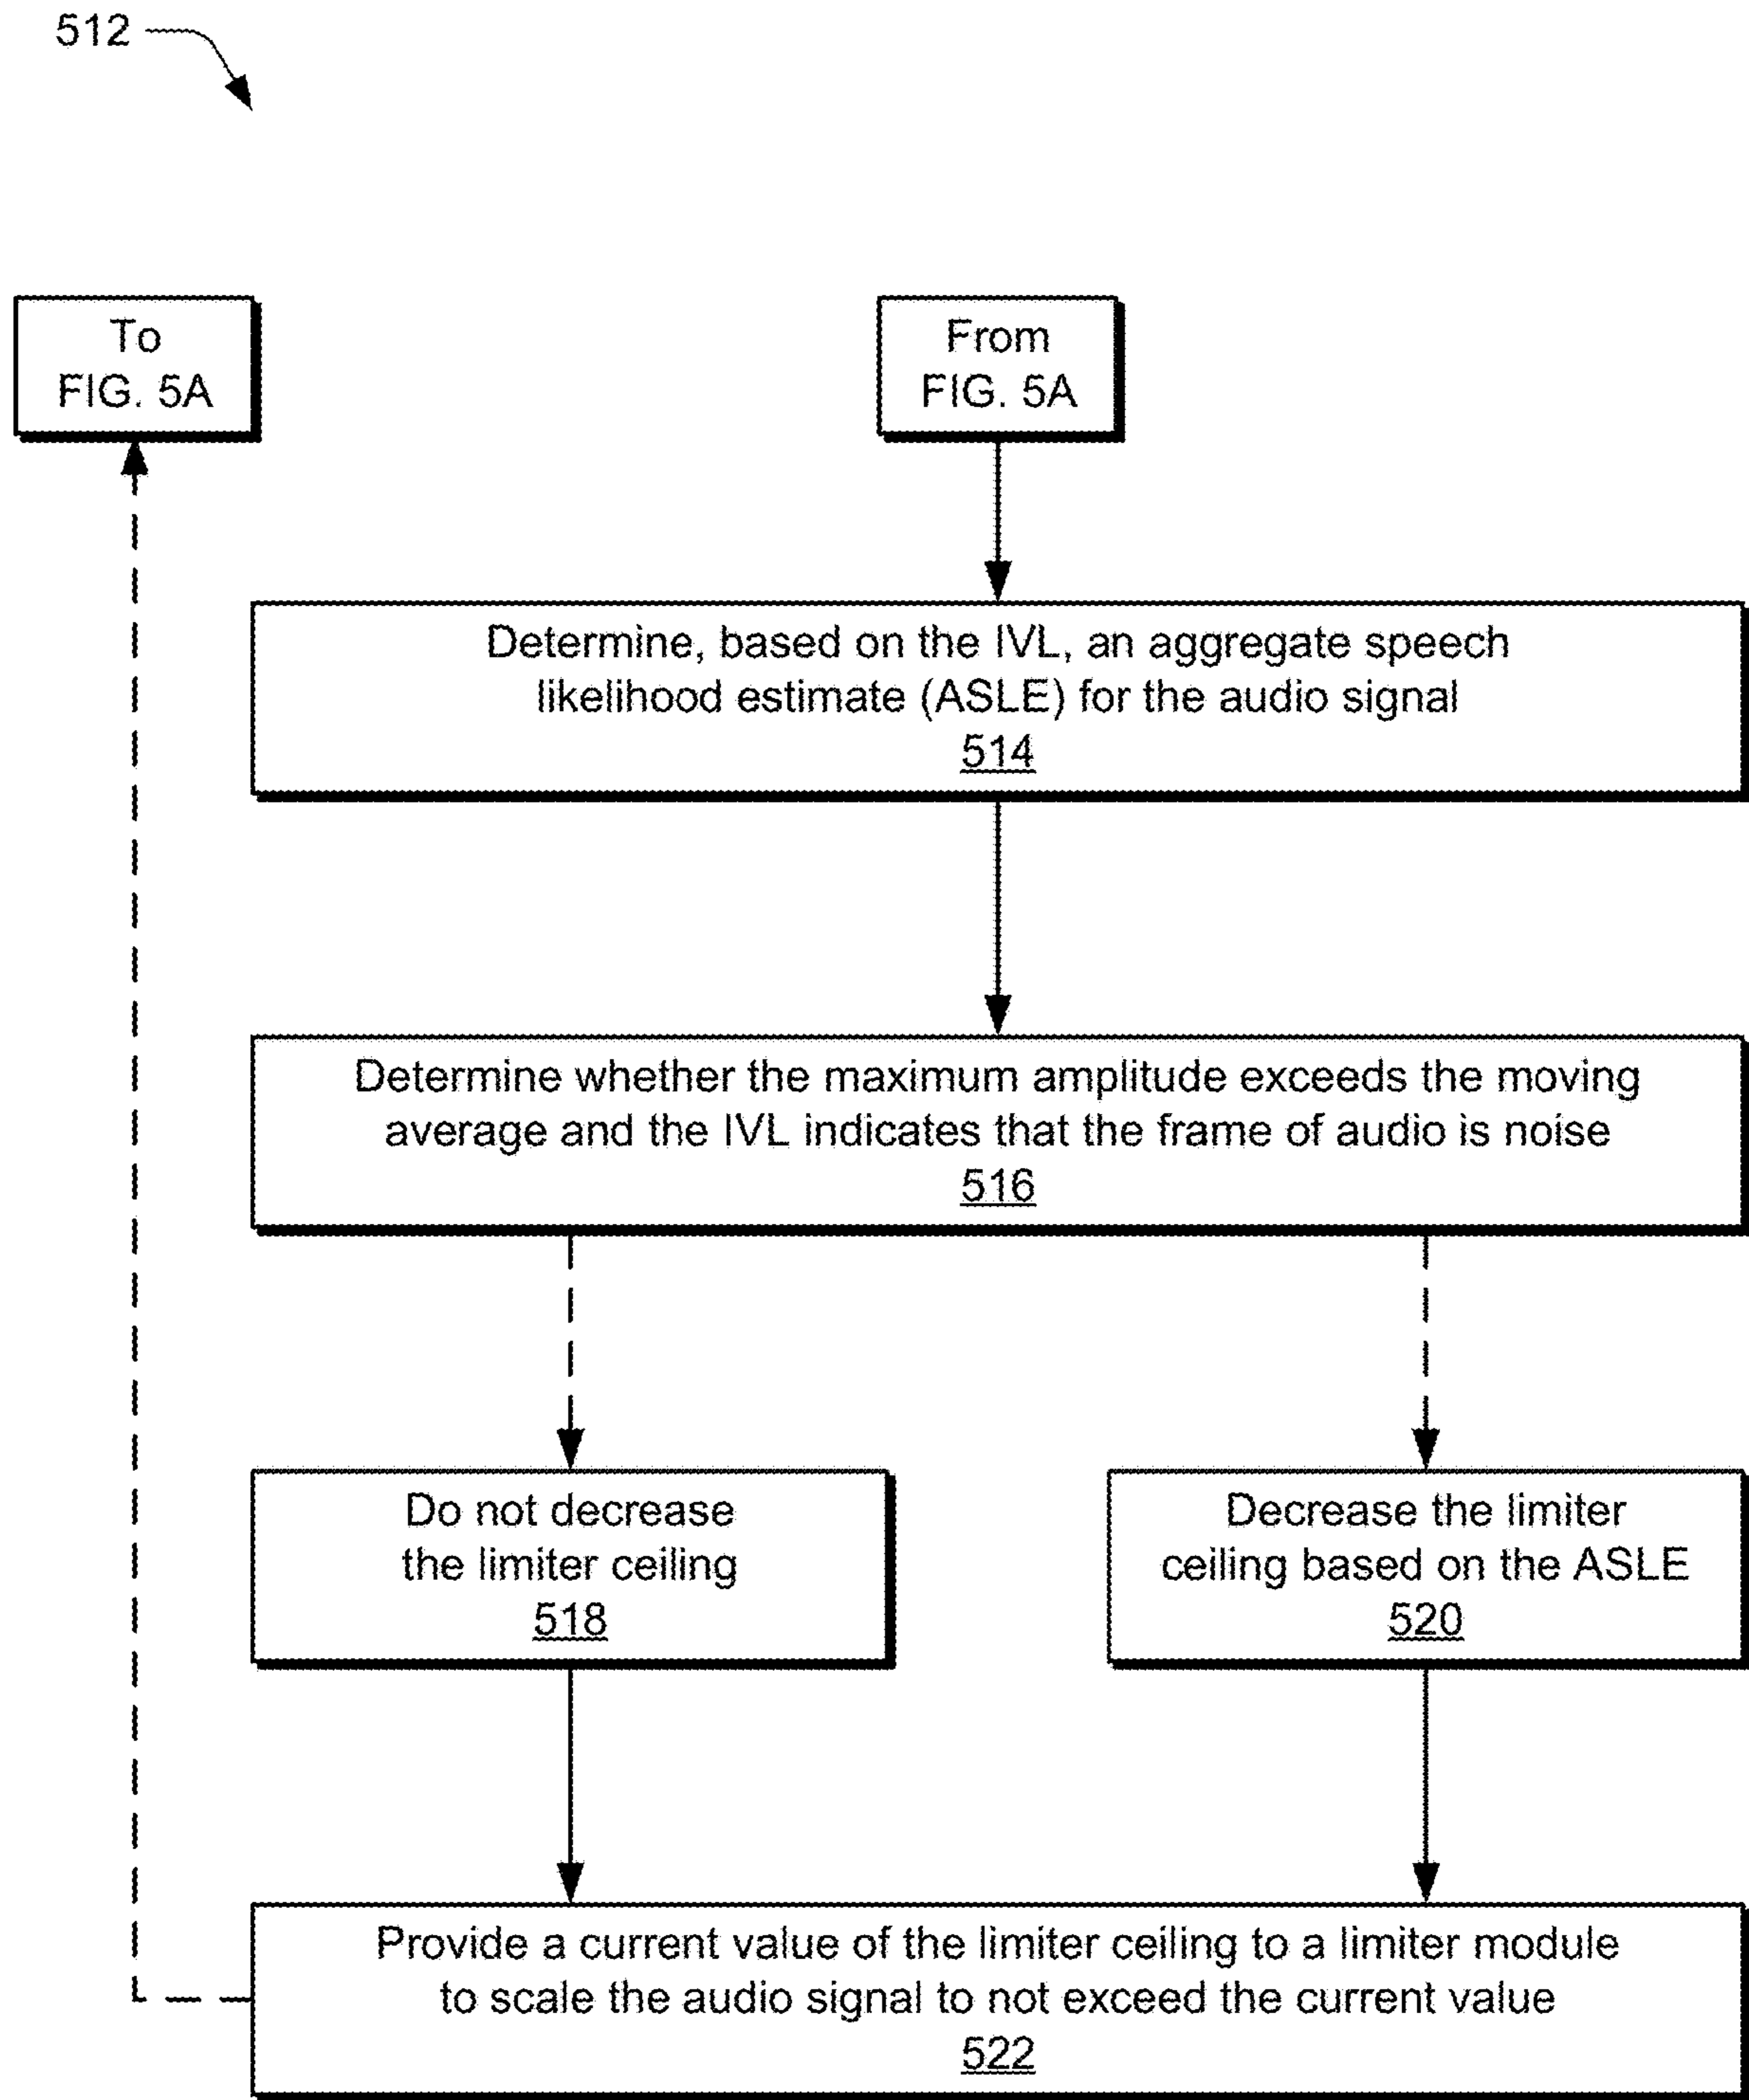 512
To
FIG. 5A
From
FIG. 5A
Determine, based on the IVL, an aggregate speech
likelihood estimate (ASLE) for the audio signal
514
Determine whether the maximum amplitude exceeds the moving
average and the IVL indicates that the frame of audio is noise
516
Do not decrease
the limiter ceiling
518
Decrease the limiter
ceiling based on the ASLE
520
Provide a current value of the limiter ceiling to a limiter module
to scale the audio signal to not exceed the current value
522